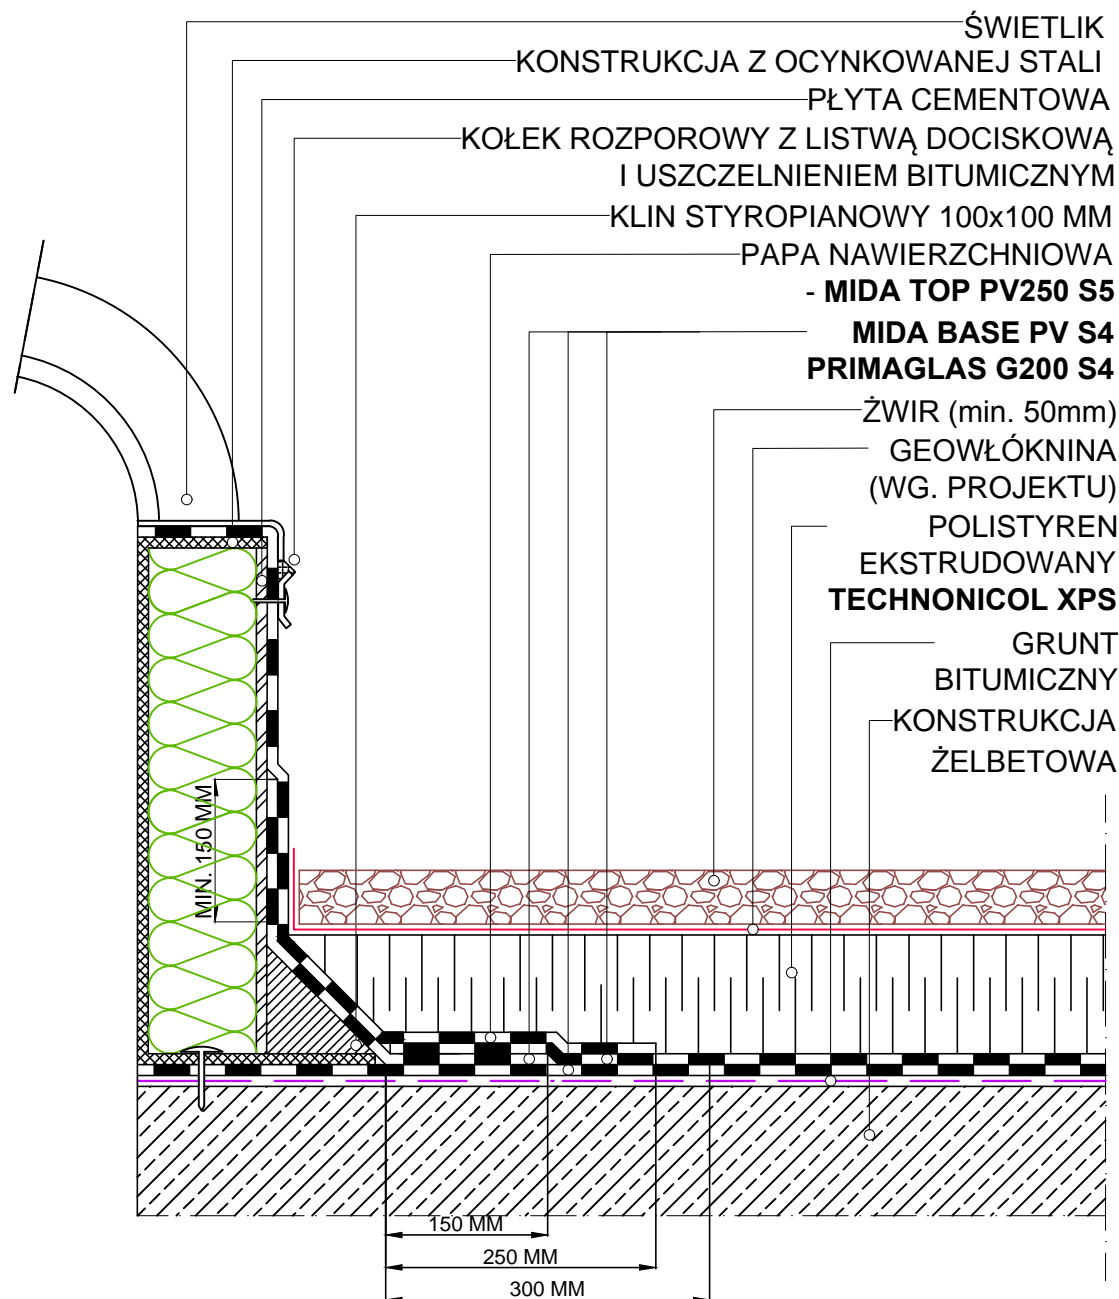 ŚWIETLIK
KONSTRUKCJA Z OCYNKOWANEJ STALI
PŁYTA CEMENTOWA
KOŁEK ROZPOROWY Z LISTWĄ DOCISKOWĄ
I USZCZELNIENIEM BITUMICZNYM
KLIN STYROPIANOWY 100x100 MM
PAPA NAWIERZCHNIOWA
- MIDA TOP PV250 S5
MIDA BASE PV S4
PRIMAGLAS G200 S4
ŻWIR (min. 50mm)
GEOWŁÓKNINA
(WG. PROJEKTU)
POLISTYREN
EKSTRUDOWANY
TECHNONICOL XPS
GRUNT
BITUMICZNY
KONSTRUKCJA
ŻELBETOWA
MIN. 150 MM
150 MM
250 MM
300 MM